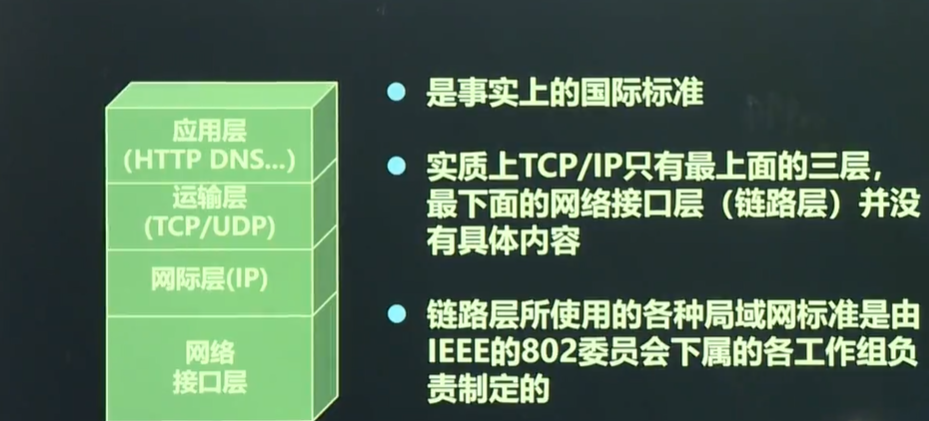 应用层
(HTTP DNS...)
运输层
(TCP/UDP)
网际层(IP)
网络
接口层
是事实上的国际标准
实质上TCP/IP只有最上面的三层，
最下面的网络接口层（链路层）并没
有具体内容
链路层所使用的各种局域网标准是由
IEEE的802委员会下属的各工作组负
责制定的